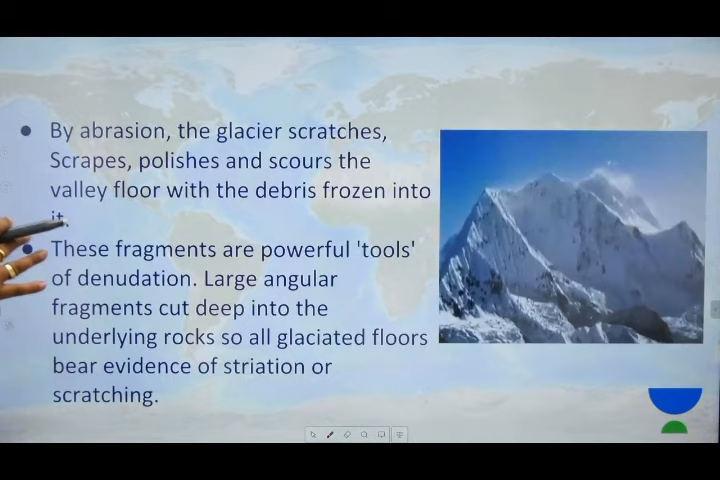 By abrasion, the glacier scratches,
Scrapes, polishes and scours the
valley floor with the debris frozen into
it.
These fragments are powerful 'tools'
of denudation. Large angular
fragments cut deep into the
underlying rocks so all glaciated floors
bear evidence of striation or
scratching.